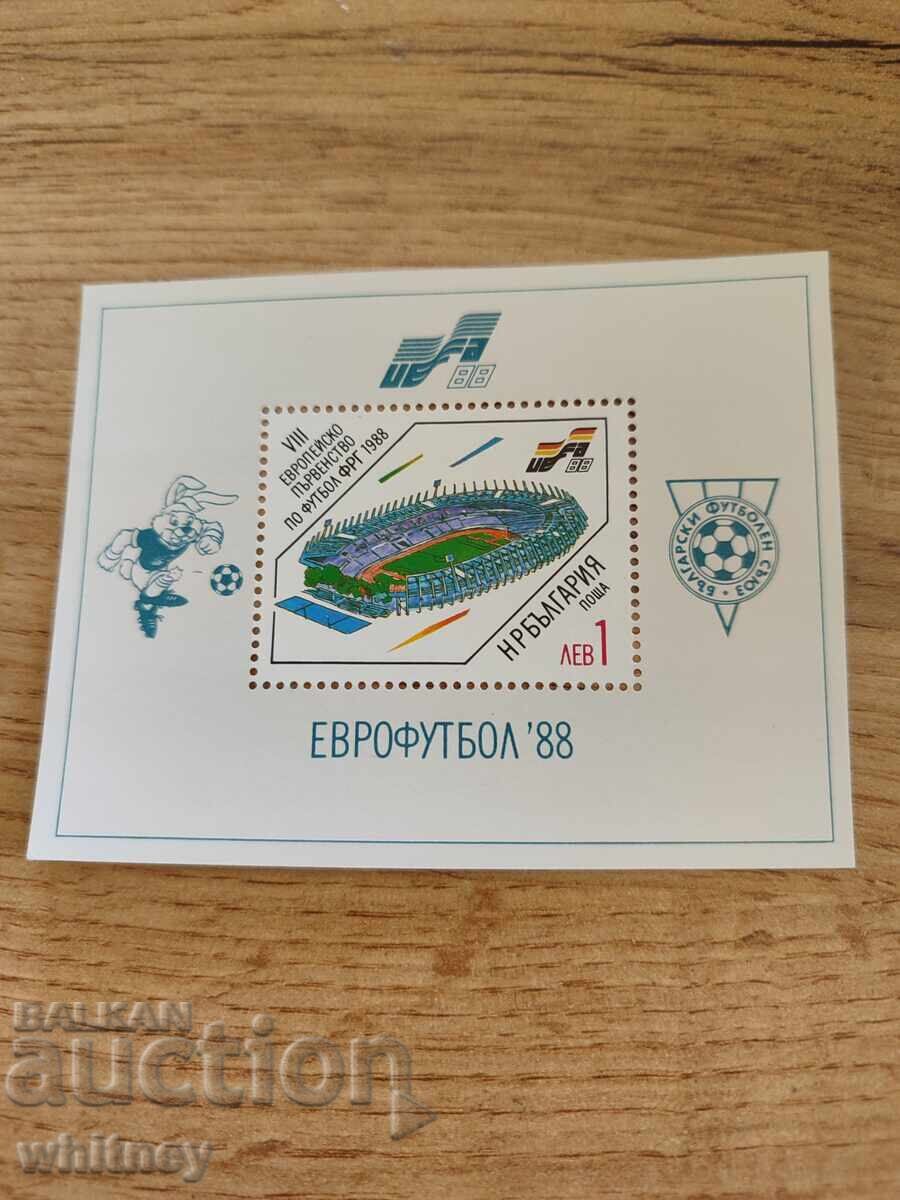 UEFA
88
VIII
ЕВРОПЕЙСКО
ПЪРВЕНСТВО
ПО ФУТБОЛ ФРГ 1988
UEFA
88
НРБЪЛГАРИЯ
ПОЩА
ЛЕВ 1
БЪЛГАРСКИ ФУТБОЛЕН СЪЮЗ
ЕВРОФУТБОЛ '88
BALKAN
auction
whitney